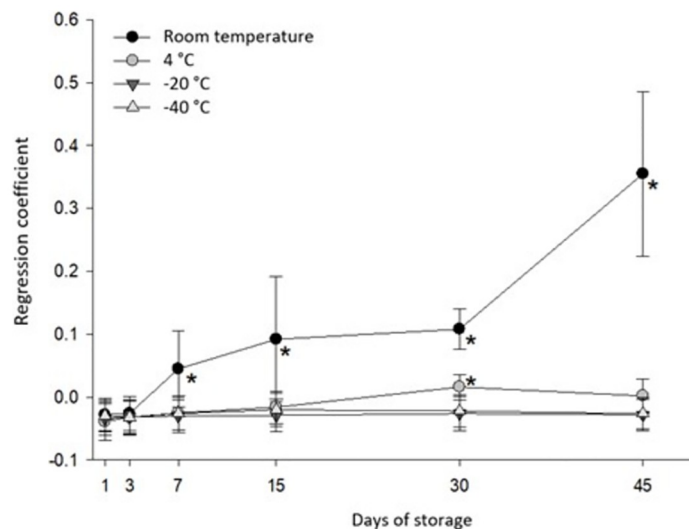 0.6
0.5
0.4
0.3
0.2
0.1
0.0
-0.1
Regression coefficient
Room temperature
4 °C
-20 °C
-40 °C
*
*
*
*
*
1 3 7 15 30 45
Days of storage